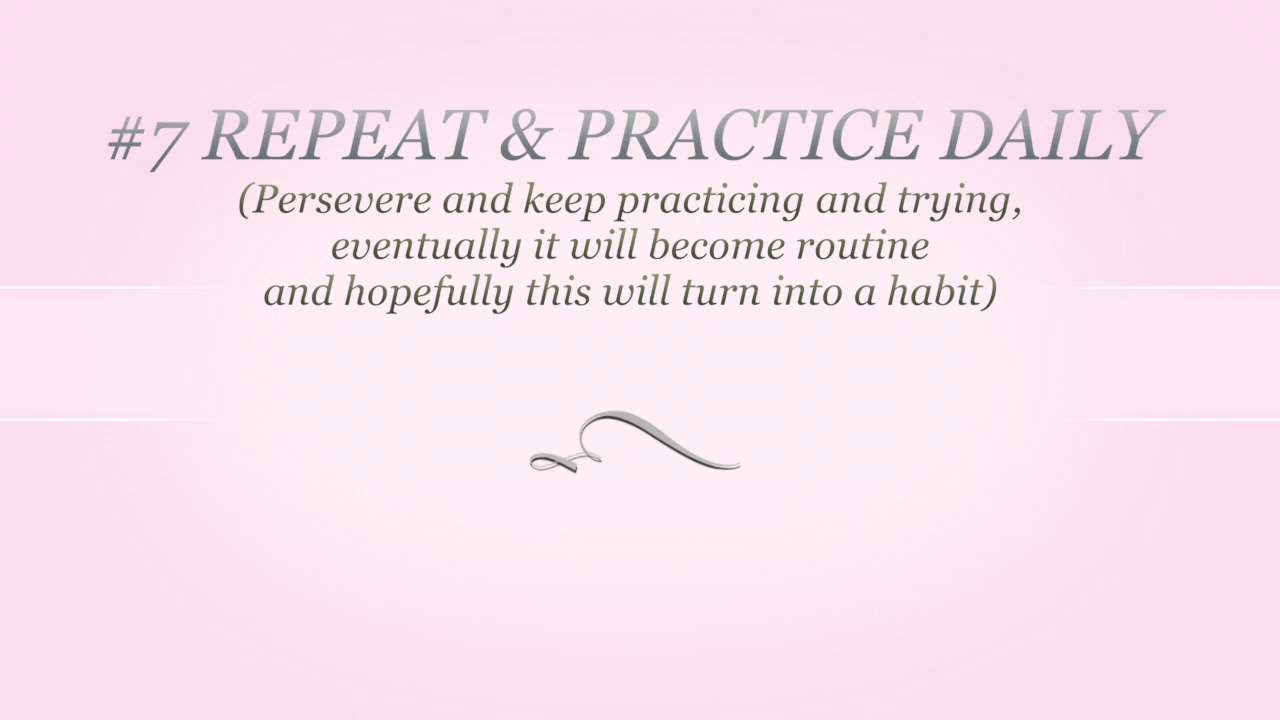 #7 REPEAT & PRACTICE DAILY
(Persevere and keep practicing and trying,
eventually it will become routine
and hopefully this will turn into a habit)